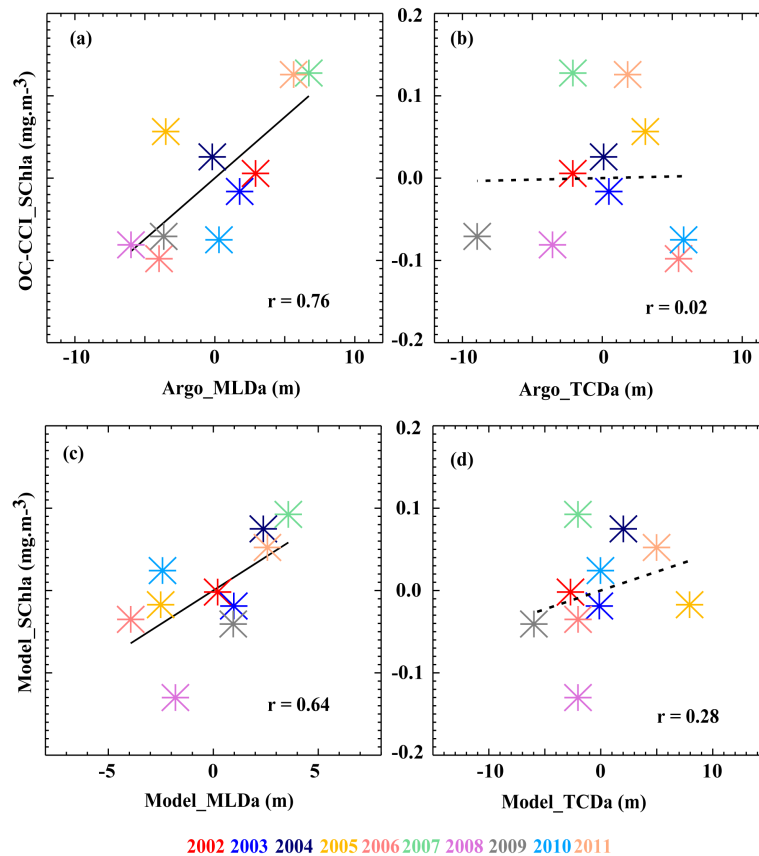 (a)
OC-CCI_SChla (mg.m-3)
r = 0.76
-10
0
10
Argo_MLDa (m)
(b)
0.2
0.1
0.0
-0.1
-0.2
r = 0.02
-10
0
10
Argo_TCDa (m)
(c)
Model_SChla (mg.m-3)
r = 0.64
-5
0
5
Model_MLDa (m)
(d)
0.2
0.1
0.0
-0.1
-0.2
r = 0.28
-10
0
10
Model_TCDa (m)
2002 2003 2004 2005 2006 2007 2008 2009 2010 2011